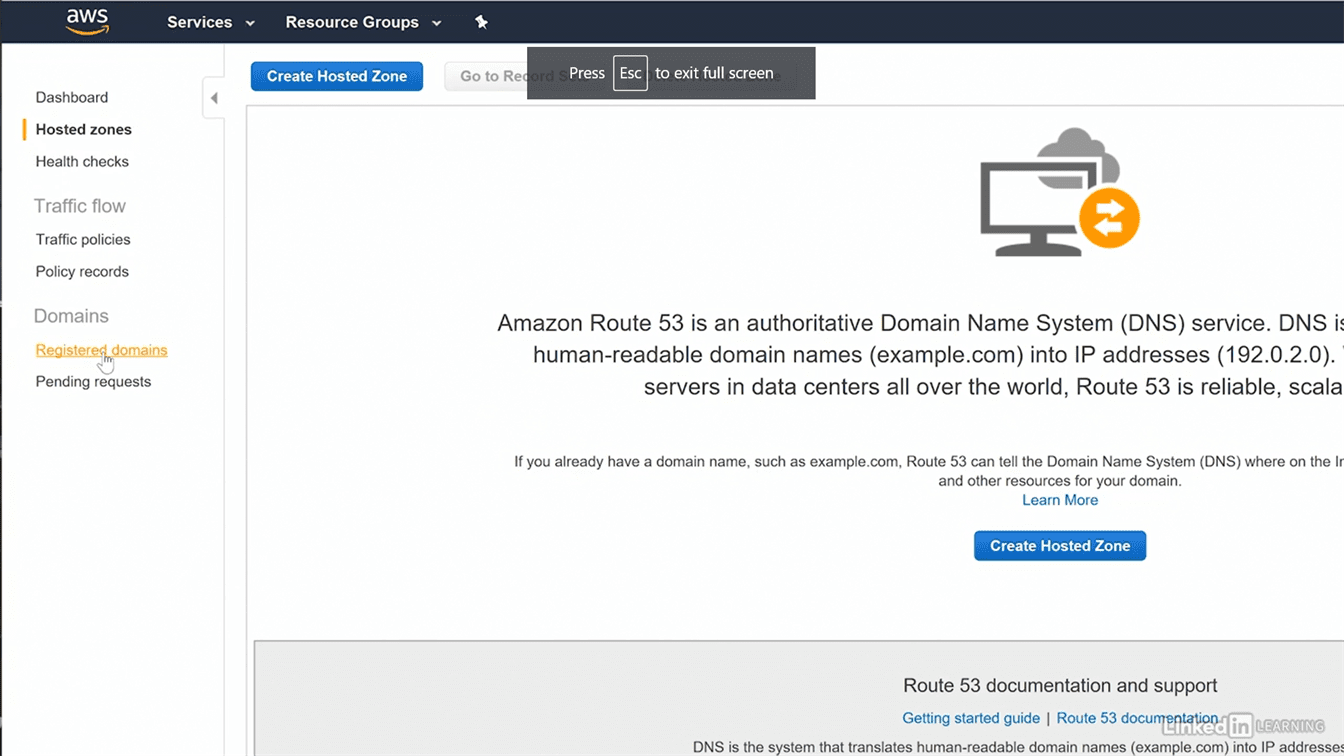 aws
Services
Resource Groups
Press Esc to exit full screen
Create Hosted Zone
Go to Record
Dashboard
Hosted zones
Health checks
Traffic flow
Traffic policies
Policy records
Domains
Registered domains
Pending requests
Amazon Route 53 is an authoritative Domain Name System (DNS) service. DNS is
human-readable domain names (example.com) into IP addresses (192.0.2.0).
servers in data centers all over the world, Route 53 is reliable, scala
If you already have a domain name, such as example.com, Route 53 can tell the Domain Name System (DNS) where on the In
and other resources for your domain.
Learn More
Create Hosted Zone
Route 53 documentation and support
Getting started guide | Route 53 documentation
LinkedIn LEARNING
DNS is the system that translates human-readable domain names (example.com) into IP addresses